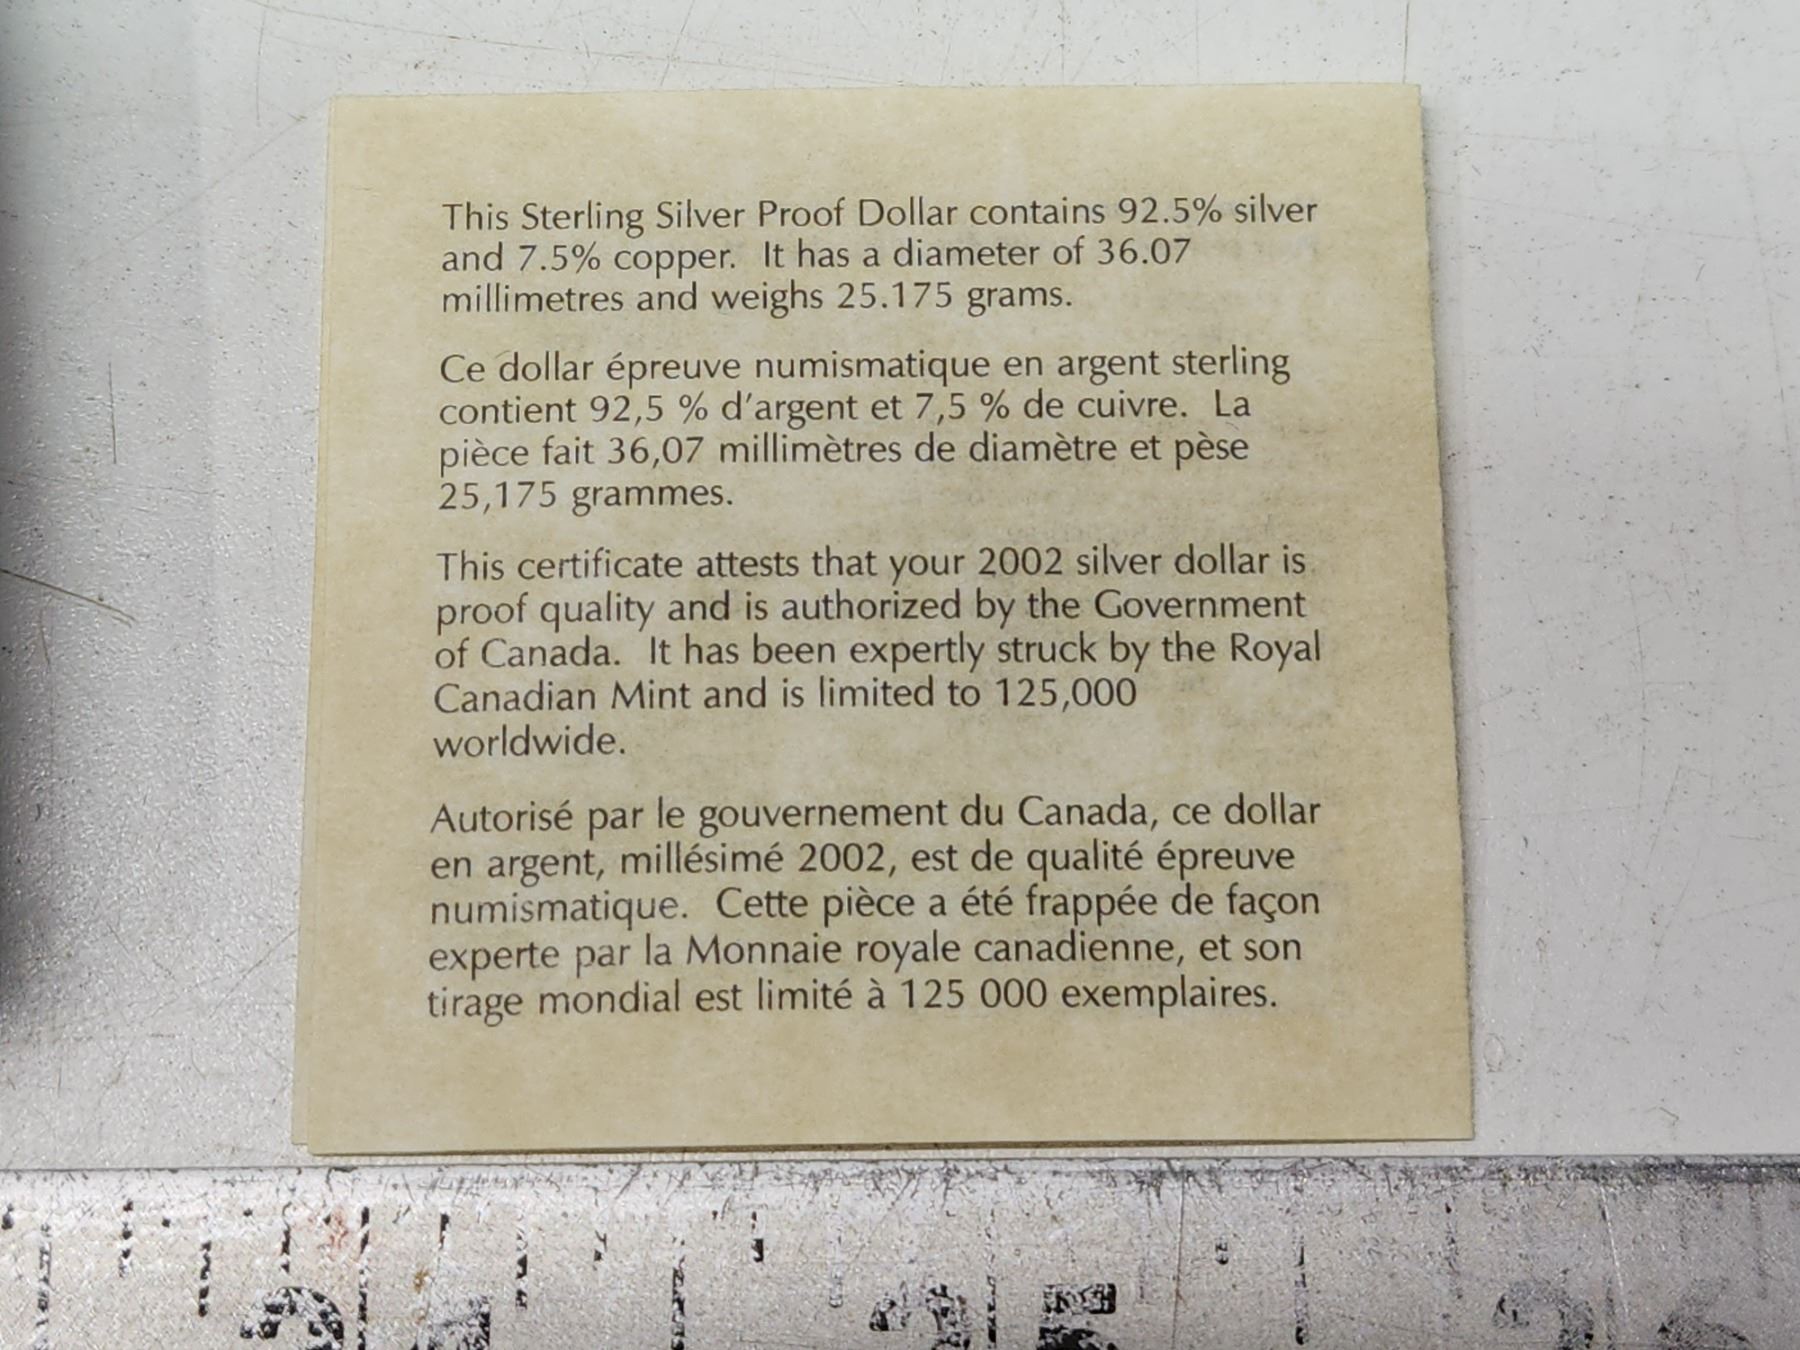 This Sterling Silver Proof Dollar contains 92.5% silver
and 7.5% copper.  It has a diameter of 36.07
millimetres and weighs 25.175 grams.
Ce dollar épreuve numismatique en argent sterling
contient 92,5 % d'argent et 7,5 % de cuivre.  La
pièce fait 36,07 millimètres de diamètre et pèse
25,175 grammes.
This certificate attests that your 2002 silver dollar is
proof quality and is authorized by the Government
of Canada.  It has been expertly struck by the Royal
Canadian Mint and is limited to 125,000
worldwide.
Autorisé par le gouvernement du Canada, ce dollar
en argent, millésimé 2002, est de qualité épreuve
numismatique.  Cette pièce a été frappée de façon
experte par la Monnaie royale canadienne, et son
tirage mondial est limité à 125 000 exemplaires.